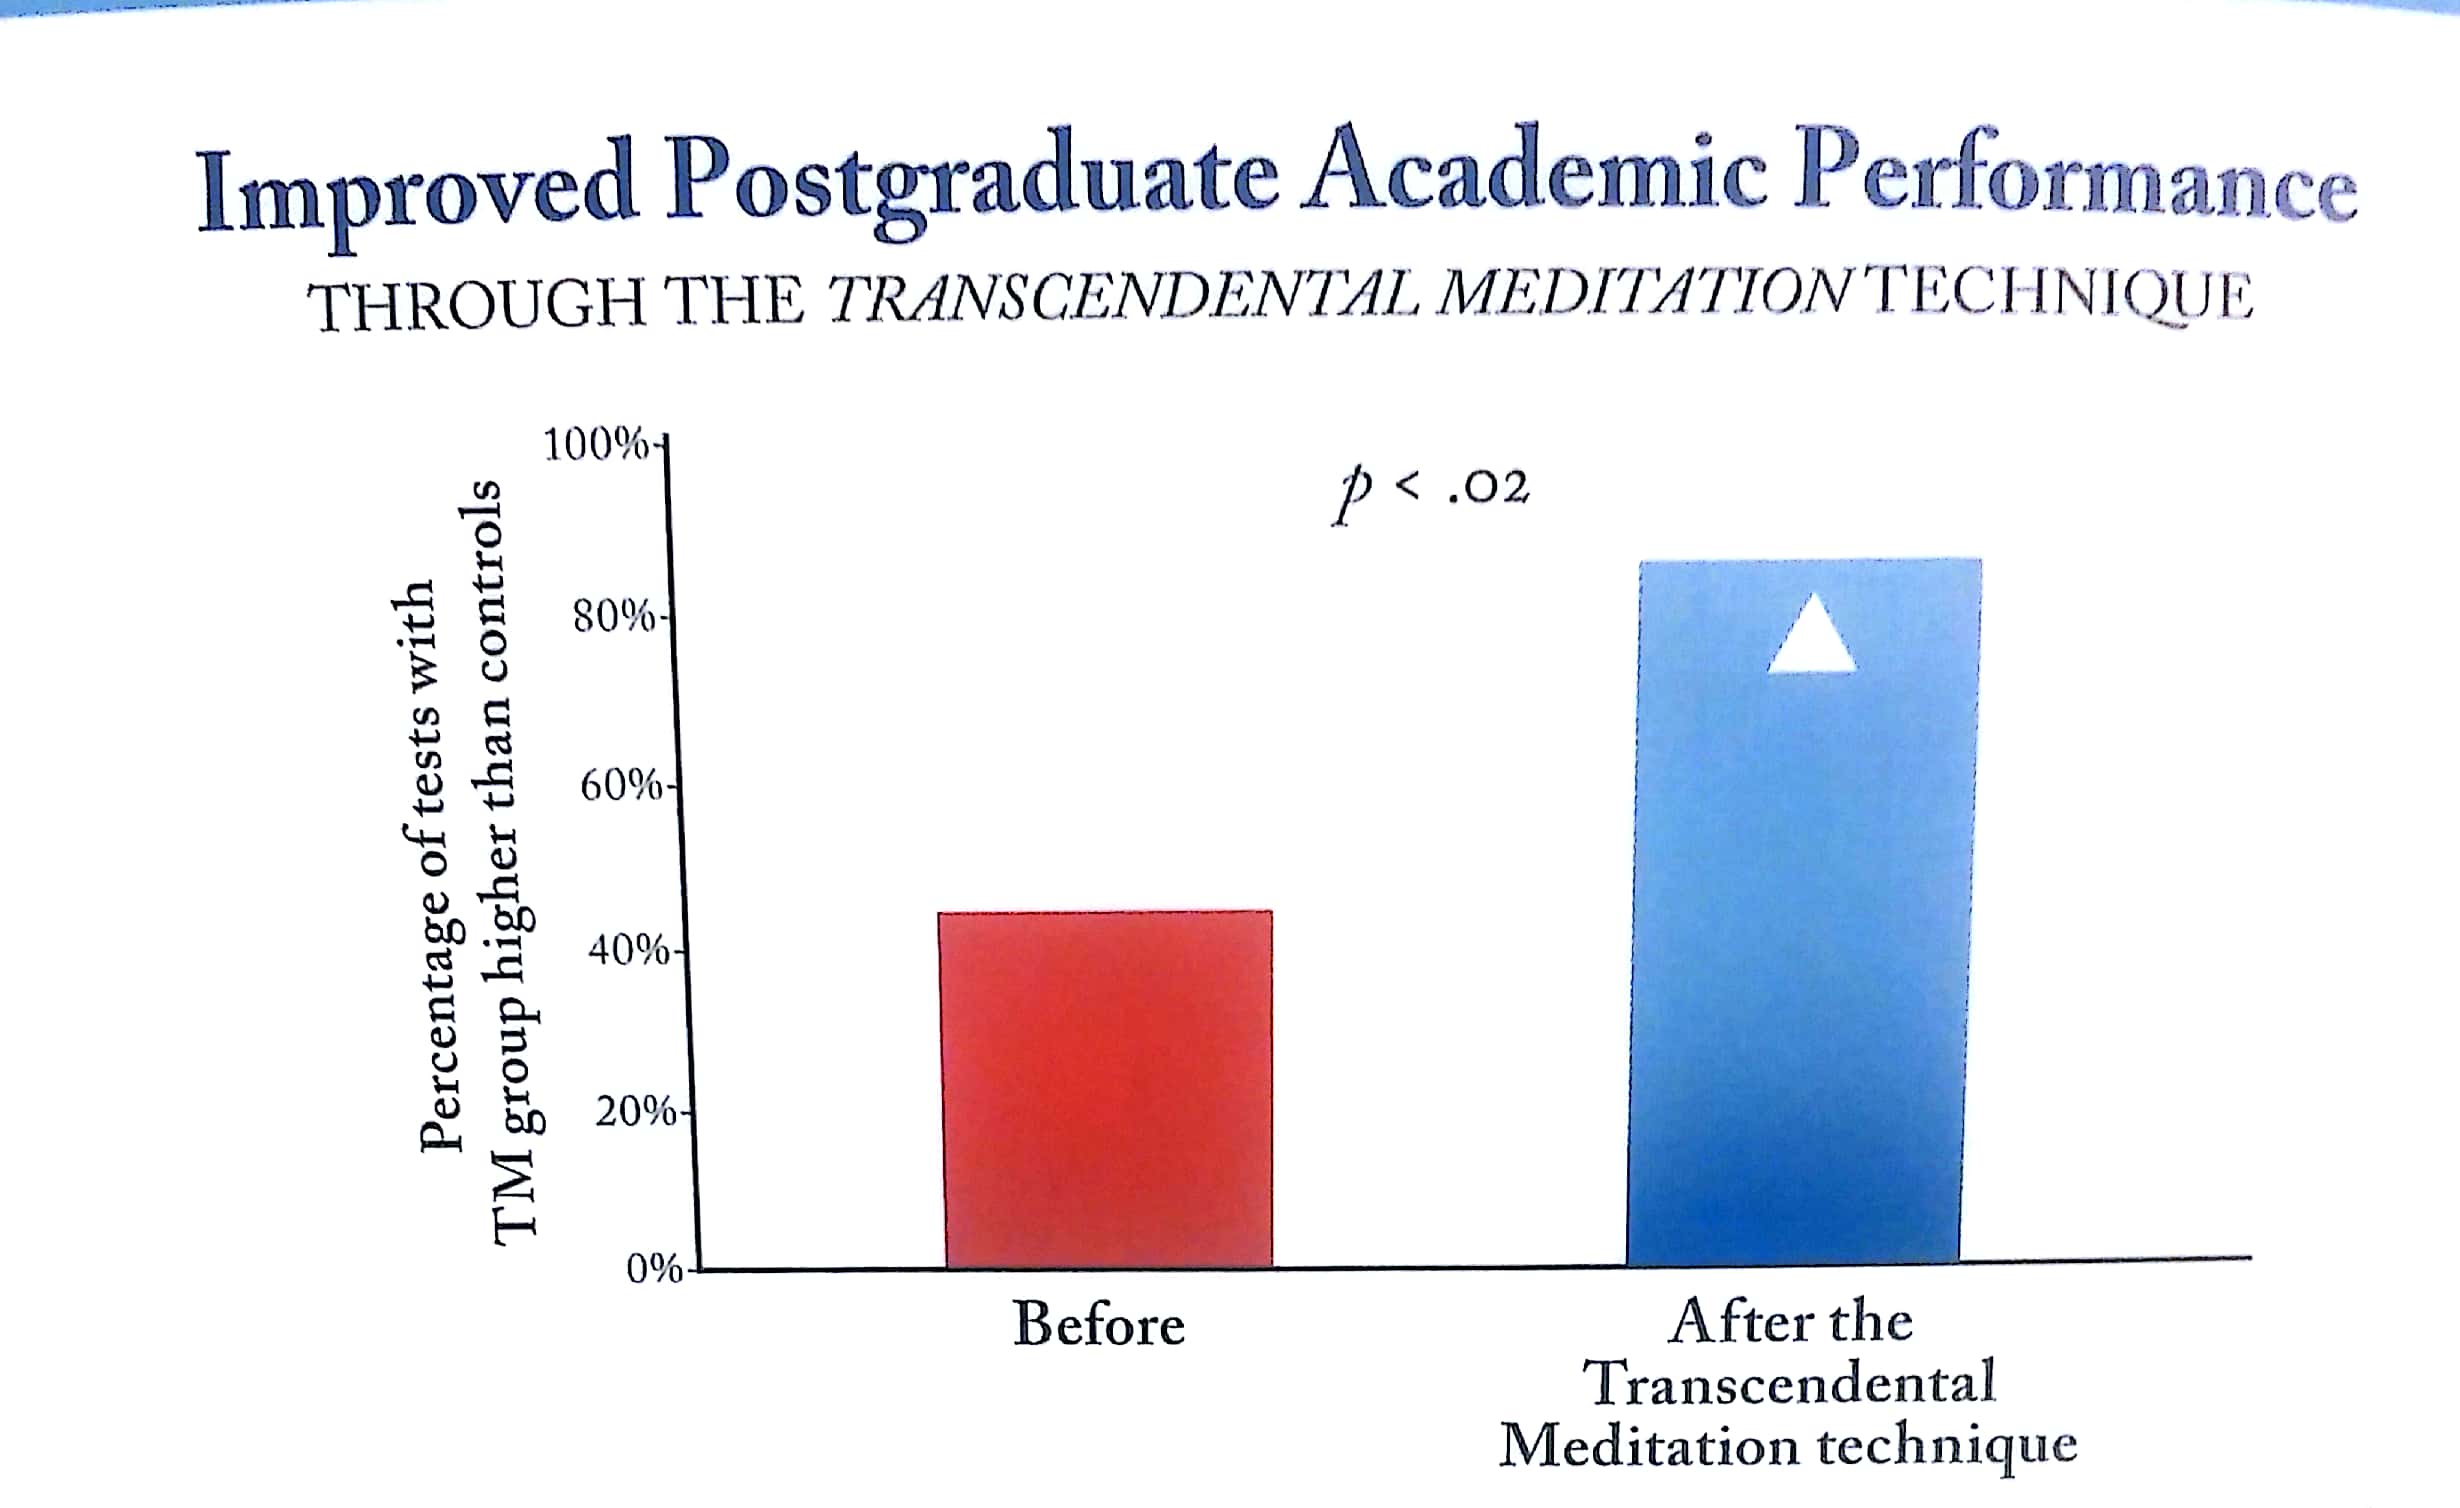 Improved Postgraduate Academic Performance
THROUGH THE TRANSCENDENTAL MEDITATION TECHNIQUE
Percentage of tests with
TM group higher than controls
100%
80%
60%
40%
20%
0%
p < .02
Before
After the
Transcendental
Meditation technique